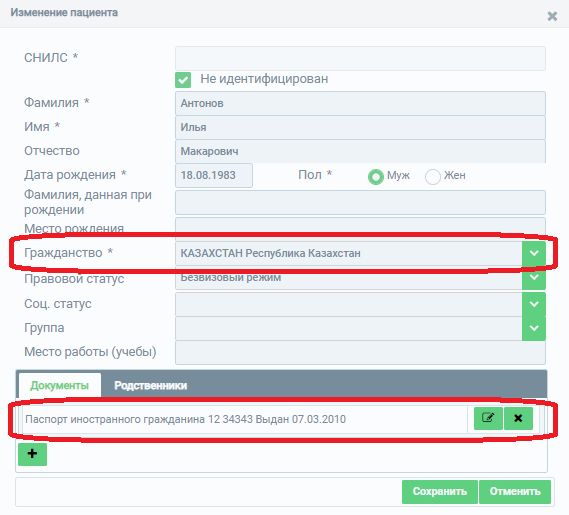 Изменение пациента
СНИЛС *
Не идентифицирован
Фамилия * Антонов
Имя * Илья
Отчество Макарович
Дата рождения * 18.08.1983 Пол * Муж Жен
Фамилия, данная при
рождении
Место рождения
Гражданство * КАЗАХСТАН Республика Казахстан
Правовой статус Безвизовый режим
Соц. статус
Группа
Место работы (учебы)
Документы Родственники
Паспорт иностранного гражданина 12 34343 Выдан 07.03.2010
Сохранить Отменить